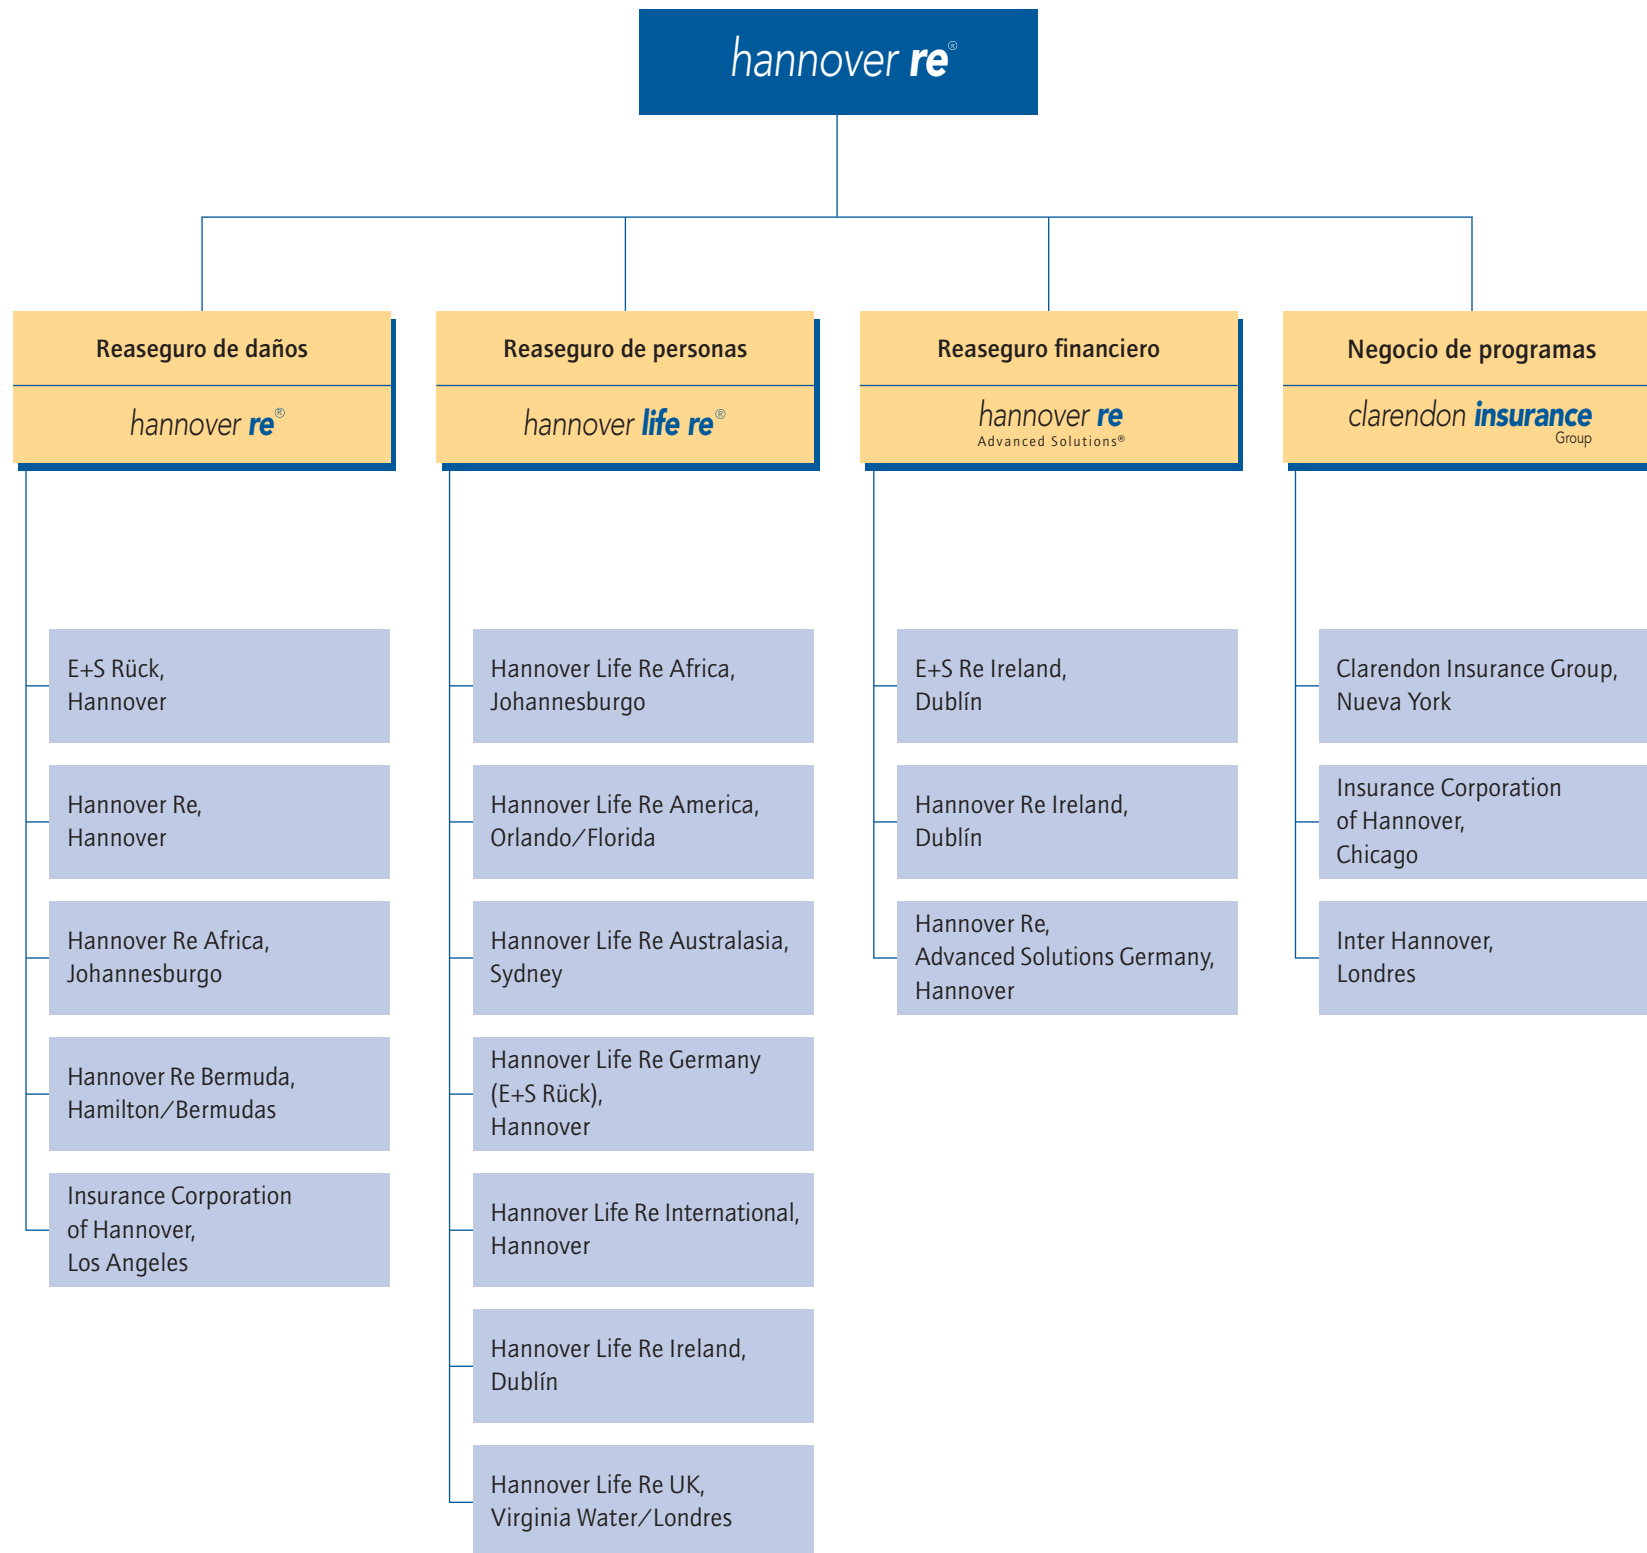 hannover re®
Reaseguro de daños
hannover re®
E+S Rück,
Hannover
Hannover Re,
Hannover
Hannover Re Africa,
Johannesburgo
Hannover Re Bermuda,
Hamilton/Bermudas
Insurance Corporation
of Hannover,
Los Angeles
Reaseguro de personas
hannover life re®
Hannover Life Re Africa,
Johannesburgo
Hannover Life Re America,
Orlando/Florida
Hannover Life Re Australasia,
Sydney
Hannover Life Re Germany
(E+S Rück),
Hannover
Hannover Life Re International,
Hannover
Hannover Life Re Ireland,
Dublín
Hannover Life Re UK,
Virginia Water/Londres
Reaseguro financiero
hannover re
Advanced Solutions®
E+S Re Ireland,
Dublín
Hannover Re Ireland,
Dublín
Hannover Re,
Advanced Solutions Germany,
Hannover
Negocio de programas
clarendon insurance
Group
Clarendon Insurance Group,
Nueva York
Insurance Corporation
of Hannover,
Chicago
Inter Hannover,
Londres